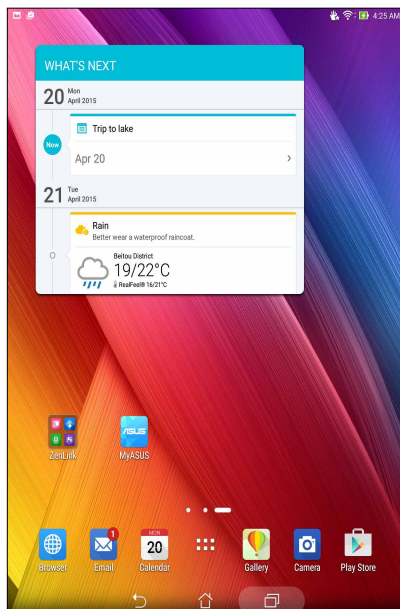 4:25 AM
WHAT'S NEXT
20 Mon
April 2015
Trip to lake
Now
Apr 20
21 Tue
April 2015
Rain
Better wear a waterproof raincoat.
Beitou District
19/22°C
RealFeel® 16/21°C
ZenLink
/SUS
MyASUS
1
MON
20
Browser
Email
Calendar
Gallery
Camera
Play Store